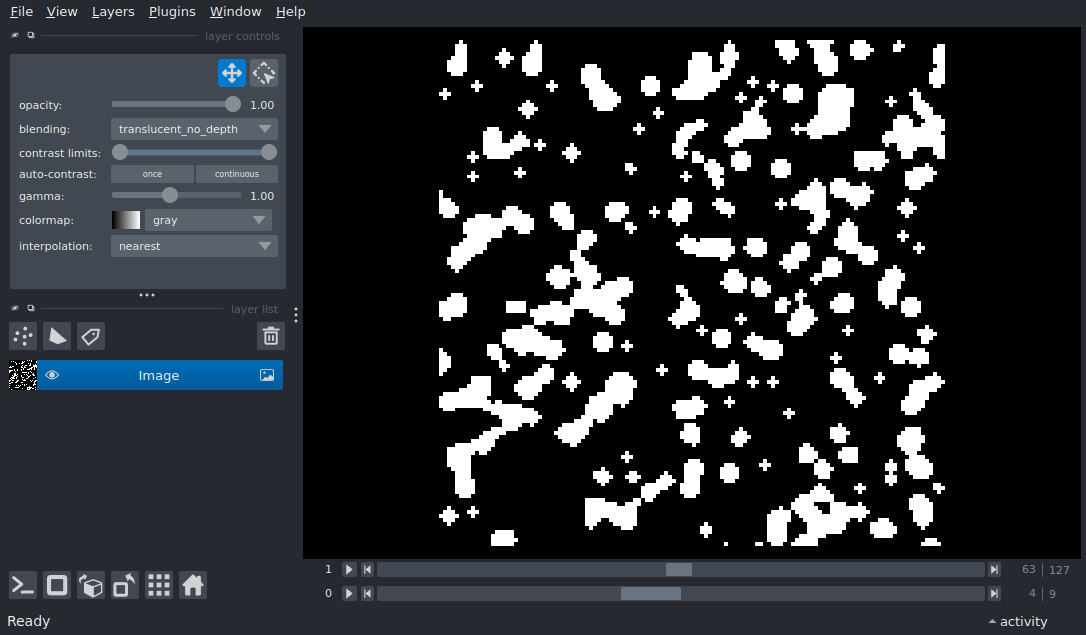 File View Layers Plugins Window Help
layer controls
opacity: 1.00
blending: translucent_no_depth
contrast limits:
auto-contrast: once continuous
gamma: 1.00
colormap: gray
interpolation: nearest
layer list
Image
1 63 127
0 4 9
Ready activity